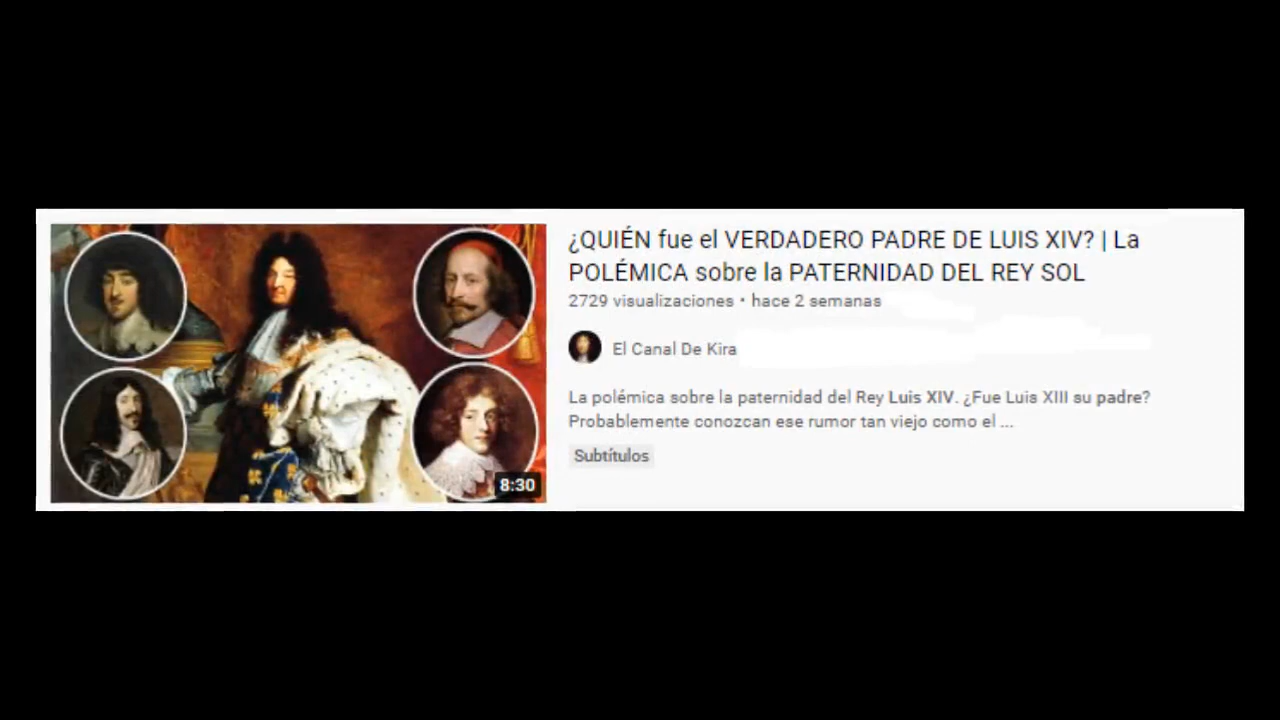 ¿QUIÉN fue el VERDADERO PADRE DE LUIS XIV? | La
POLÉMICA sobre la PATERNIDAD DEL REY SOL
2729 visualizaciones • hace 2 semanas
El Canal De Kira
La polémica sobre la paternidad del Rey Luis XIV. ¿Fue Luis XIII su padre?
Probablemente conozcan ese rumor tan viejo como el ...
Subtítulos
8:30